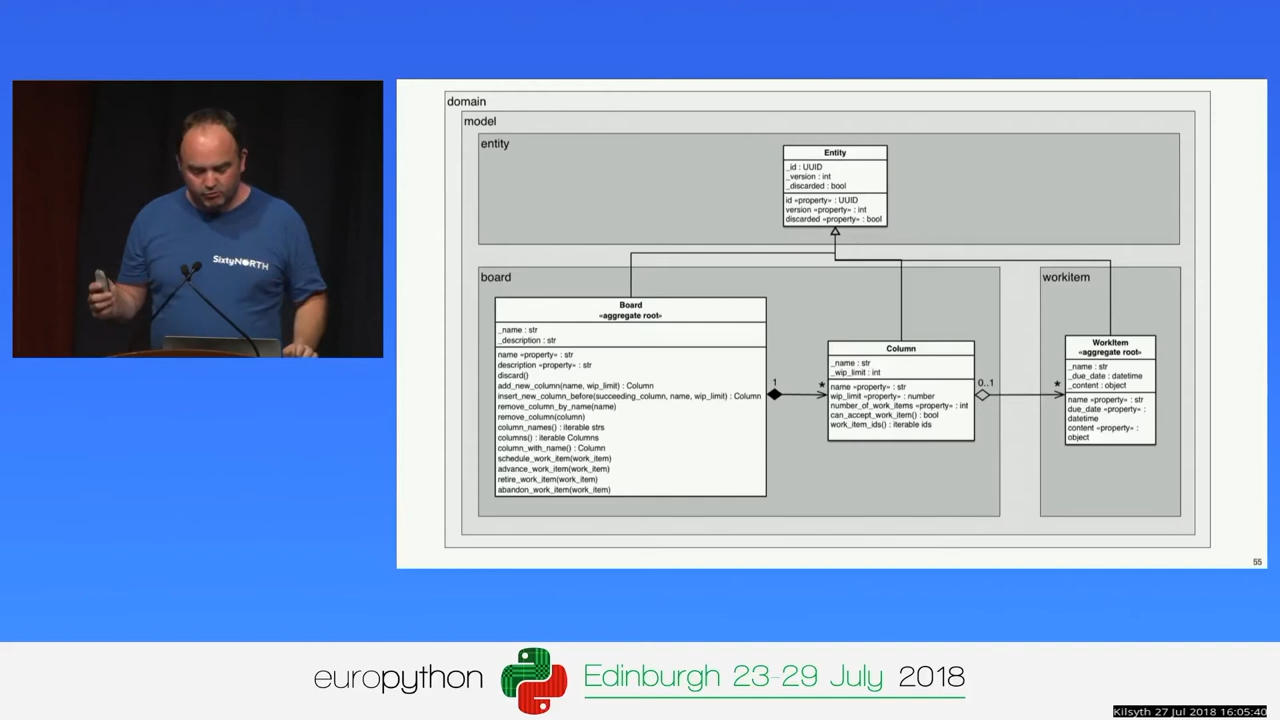 SixtyNORTH
domain
model
entity
Entity
_id : UUID
_version : int
_discarded : bool
id «property» : UUID
version «property» : int
discarded «property» : bool
board
Board
«aggregate root»
_name : str
_description : str
name «property» : str
description «property» : str
discard()
add_new_column(name, wip_limit) : Column
insert_new_column_before(succeeding_column, name, wip_limit) : Column
remove_column_by_name(name)
remove_column(column)
column_names() : iterable strs
columns() : iterable Columns
column_with_name() : Column
schedule_work_item(work_item)
advance_work_item(work_item)
retire_work_item(work_item)
abandon_work_item(work_item)
1
*
Column
_name : str
_wip_limit : int
name «property» : str
wip_limit «property» : number
number_of_work_items «property» : int
can_accept_work_item() : bool
work_item_ids() : iterable ids
0..1
*
workitem
WorkItem
«aggregate root»
_name : str
_due_date : datetime
_content : object
name «property» : str
due_date «property» :
datetime
content «property» :
object
55
europython
Edinburgh 23-29 July 2018
Kilsyth 27 Jul 2018 16:05:40